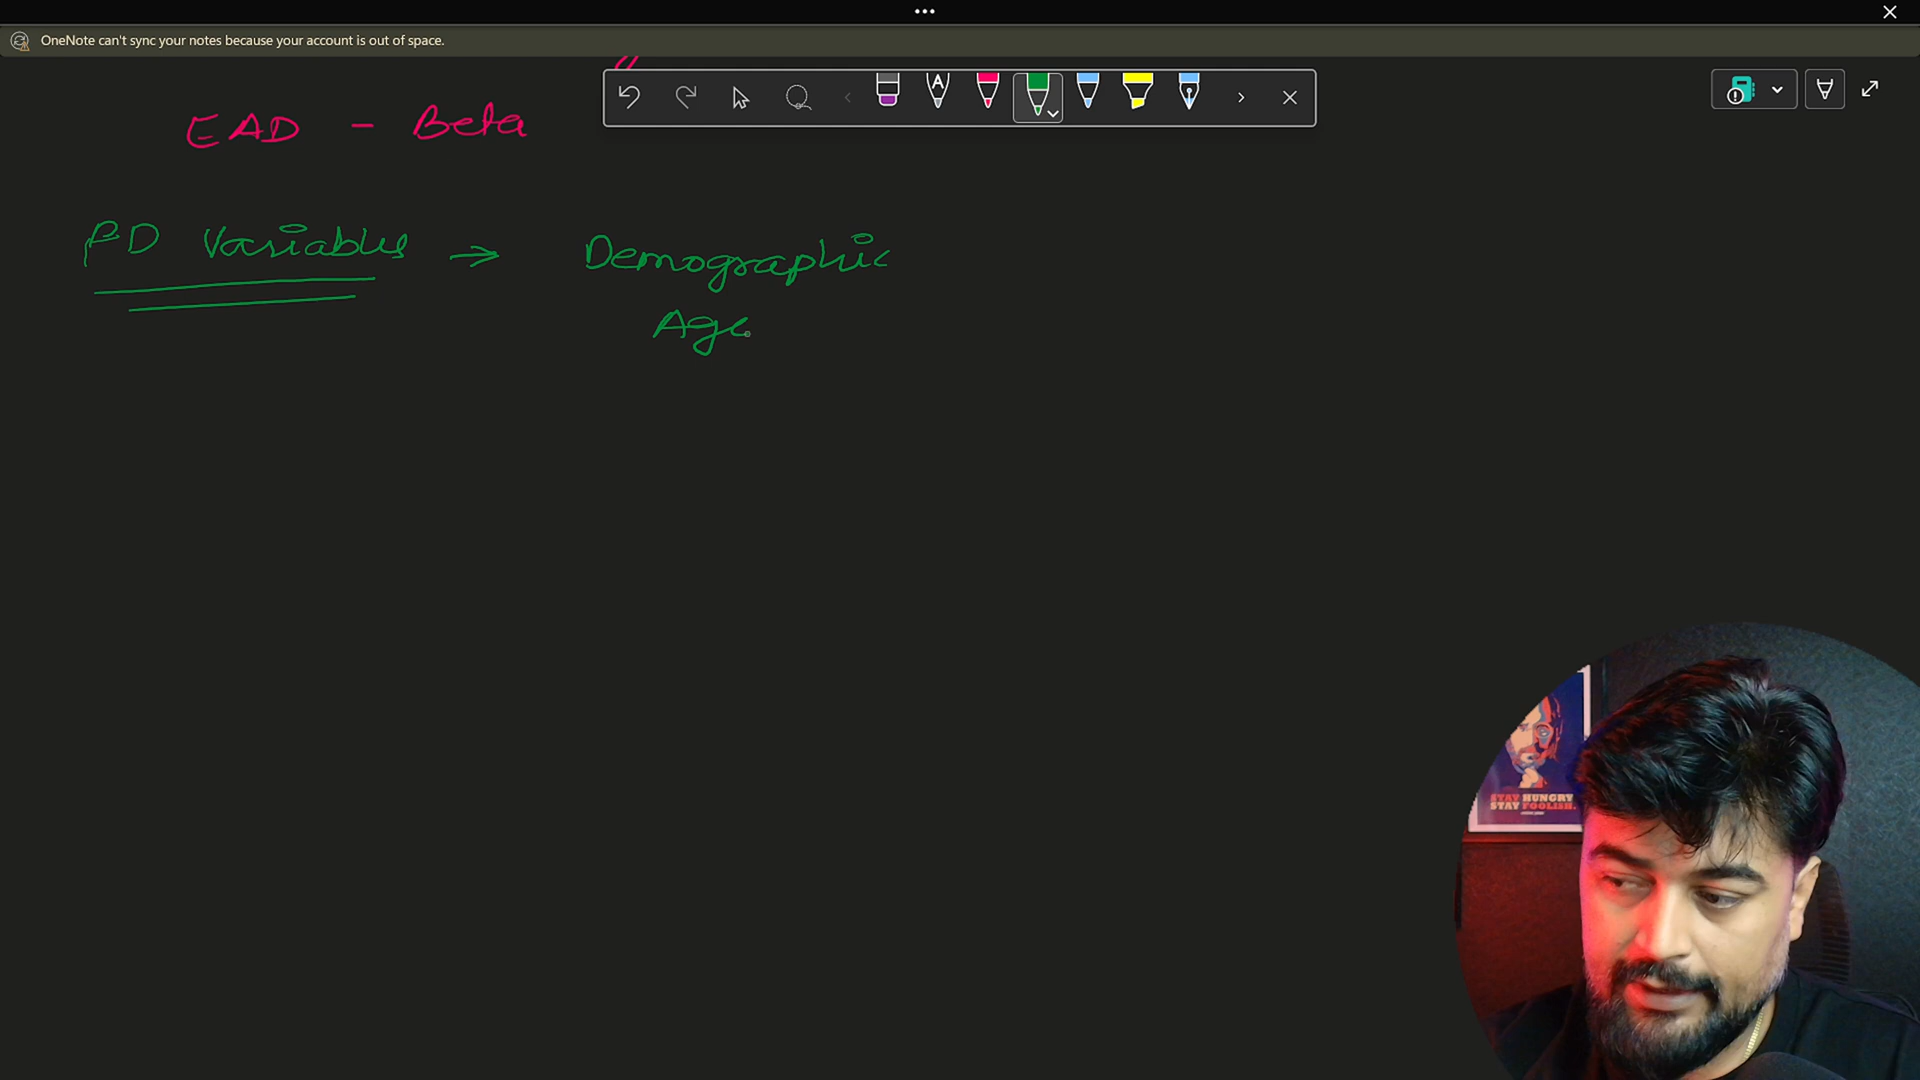 OneNote can't sync your notes because your account is out of space.
EAD - Beta
PD Variables → Demographic
Age
STAY HUNGRY
STAY FOOLISH.